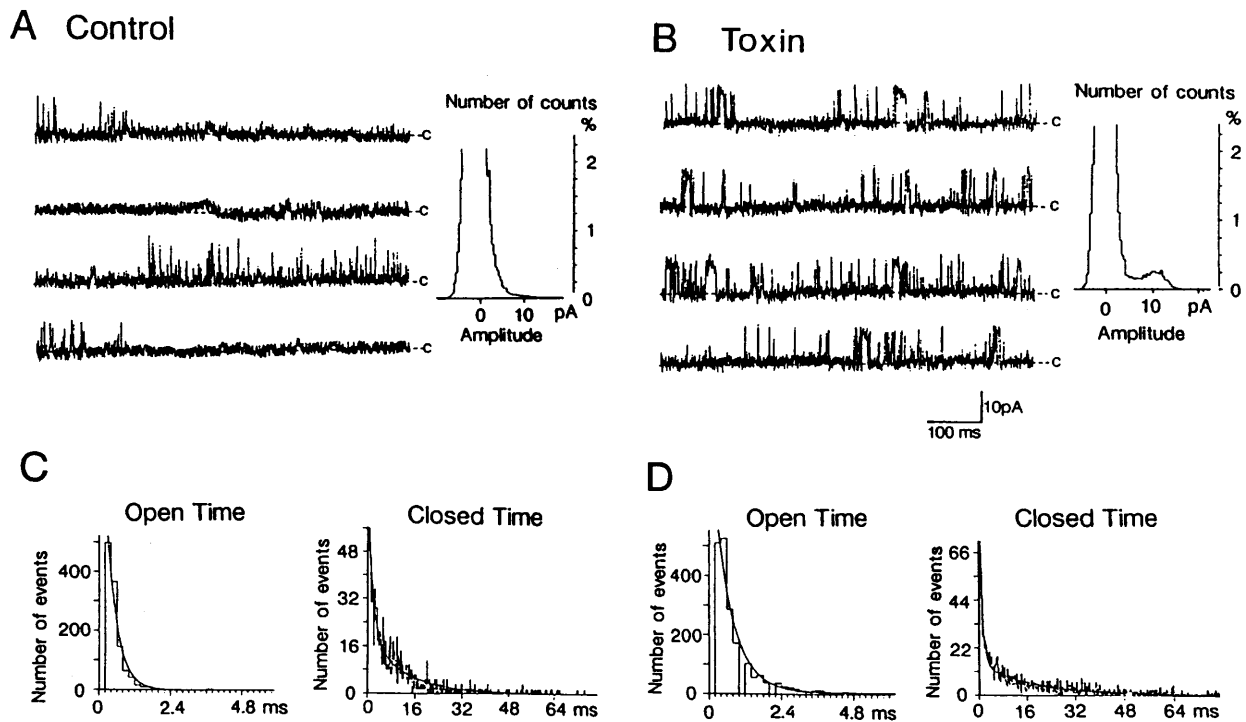 A Control
Number of counts
%
2
1
0
0 10 pA
Amplitude
-c
--c
--c
--c
B Toxin
Number of counts
%
2
1
0
0 10 pA
Amplitude
--c
--c
--c
--c
10pA
100 ms
C
Open Time
Number of events
400
200
0
0 2.4 4.8 ms
Closed Time
Number of events
48
32
16
0
0 16 32 48 64 ms
D
Open Time
Number of events
400
200
0
0 2.4 4.8 ms
Closed Time
Number of events
66
44
22
0
0 16 32 48 64 ms